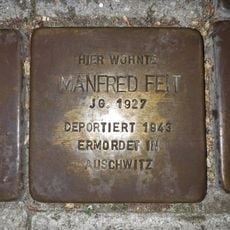 HIER WOHNTE
MANFRED FEIT
JG. 1927
DEPORTIERT 1943
ERMORDET IN
AUSCHWITZ